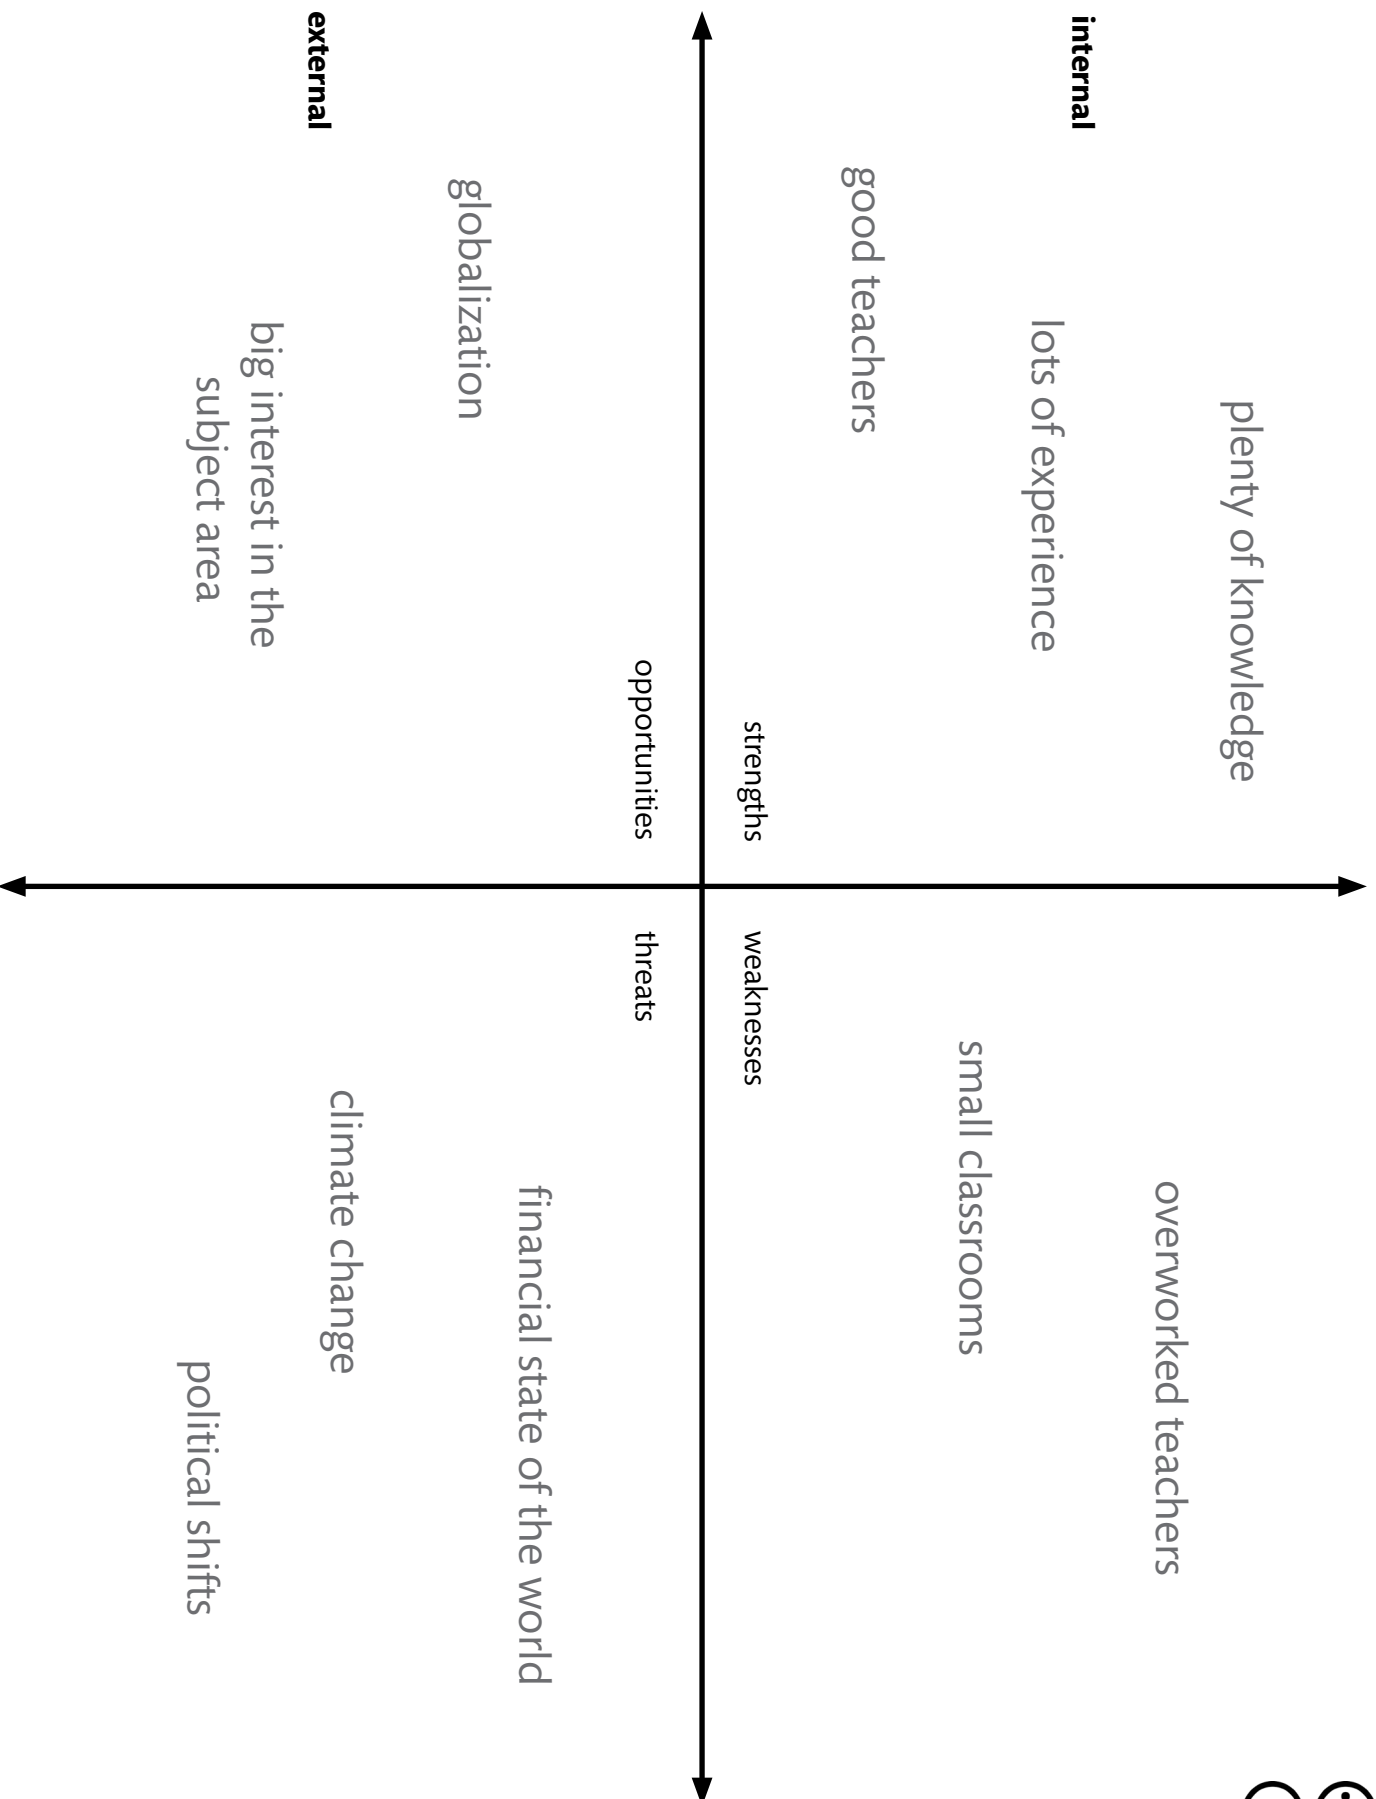 internal
plenty of knowledge
lots of experience
good teachers
strengths
overworked teachers
small classrooms
weaknesses
external
opportunities
globalization
big interest in the
subject area
threats
financial state of the world
climate change
political shifts